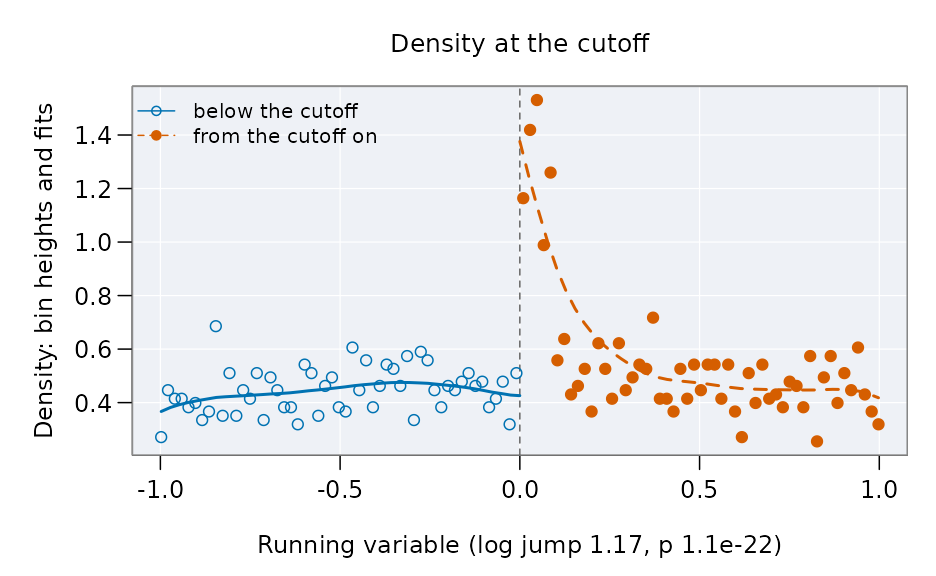 Density at the cutoff
below the cutoff
from the cutoff on
Density: bin heights and fits
1.4
1.2
1.0
0.8
0.6
0.4
-1.0
-0.5
0.0
0.5
1.0
Running variable (log jump 1.17, p 1.1e-22)